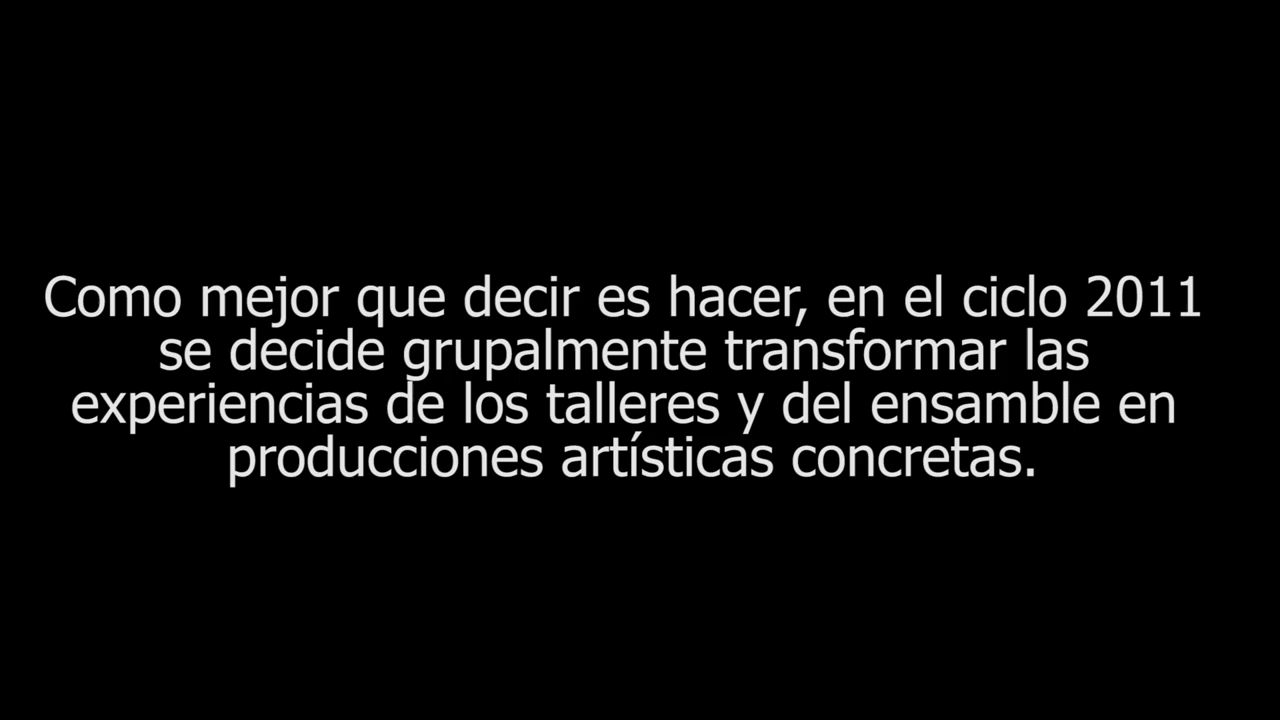 Como mejor que decir es hacer, en el ciclo 2011
se decide grupalmente transformar las
experiencias de los talleres y del ensamble en
producciones artísticas concretas.